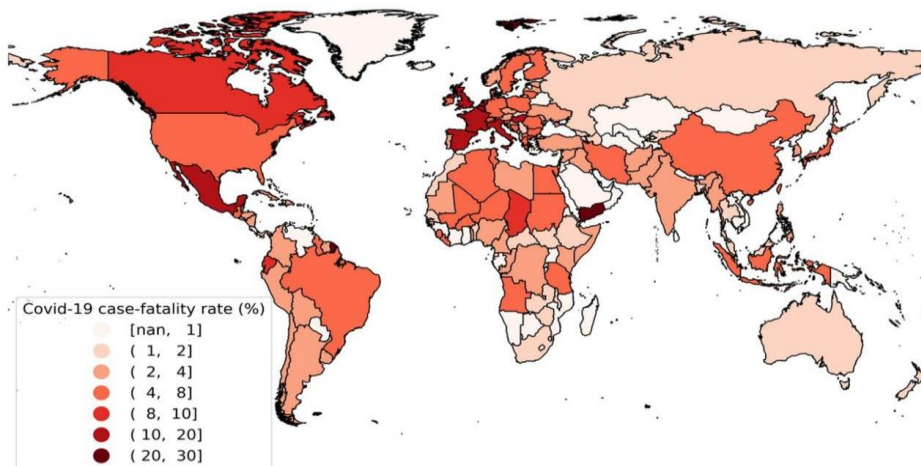 Covid-19 case-fatality rate (%)
[nan, 1]
( 1, 2]
( 2, 4]
( 4, 8]
( 8, 10]
( 10, 20]
( 20, 30]